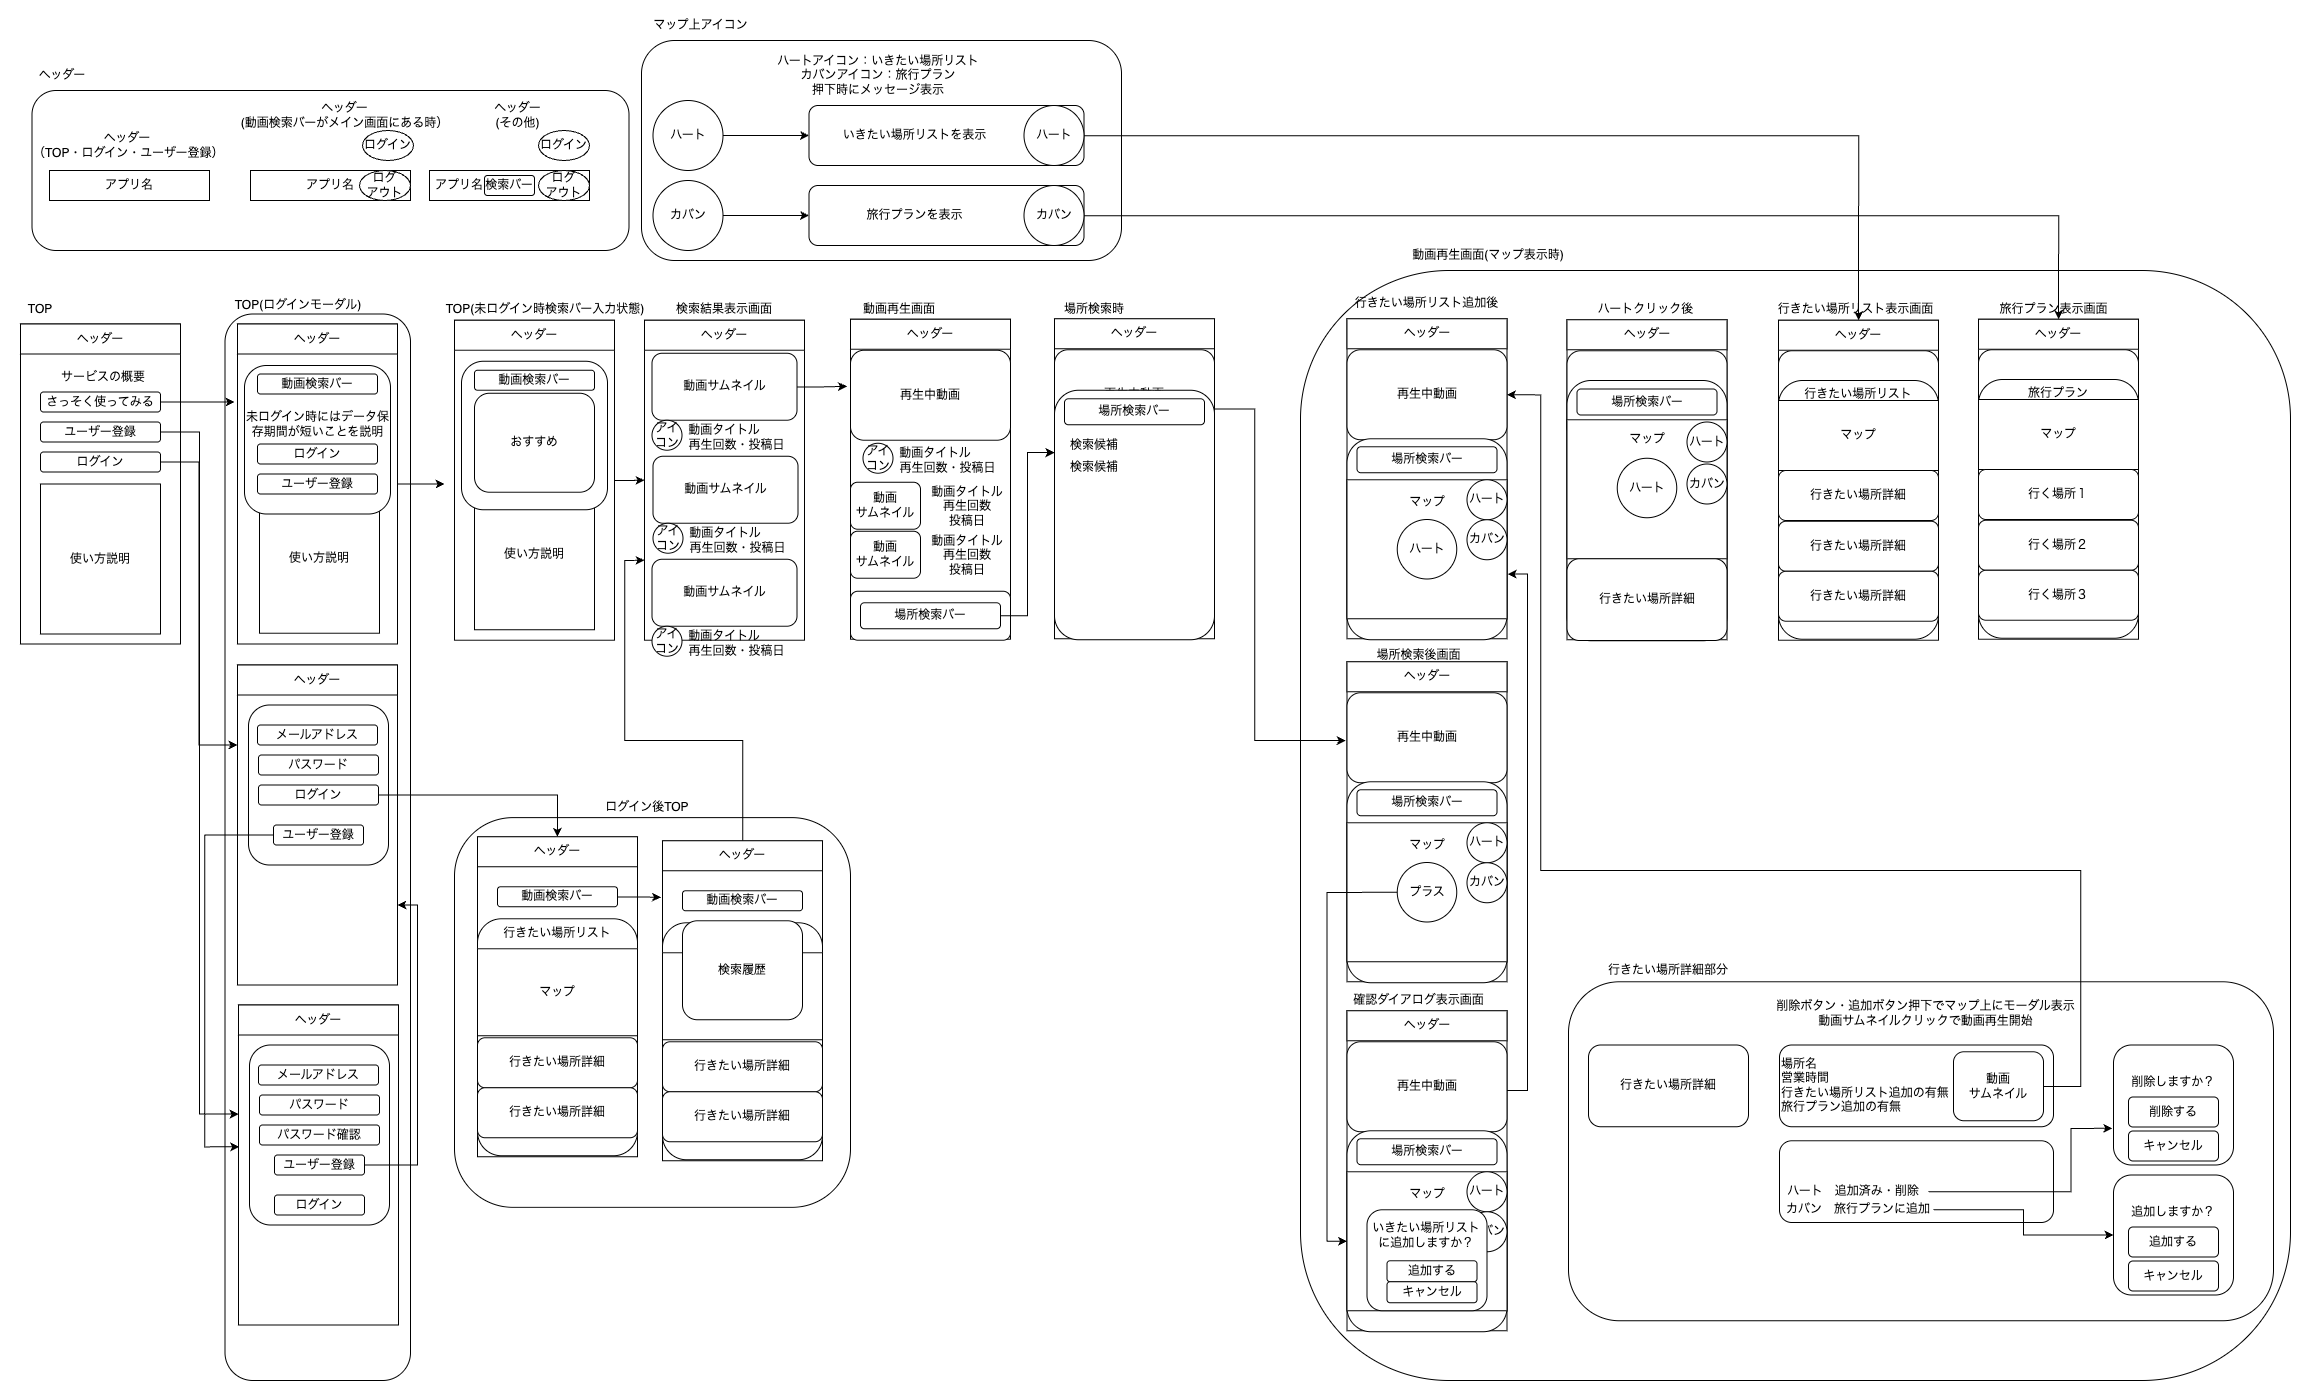 マップ上アイコン
ハートアイコン：いきたい場所リスト
カバンアイコン：旅行プラン
押下時にメッセージ表示
ハート
いきたい場所リストを表示
ハート
カバン
旅行プランを表示
カバン
ヘッダー
ヘッダー
（TOP・ログイン・ユーザー登録）
アプリ名
ヘッダー
(動画検索バーがメイン画面にある時）
ログイン
アプリ名
ログ
アウト
ヘッダー
(その他)
ログイン
アプリ名
検索バー
ログ
アウト
TOP
ヘッダー
サービスの概要
さっそく使ってみる
ユーザー登録
ログイン
使い方説明
TOP(ログインモーダル)
ヘッダー
動画検索バー
未ログイン時にはデータ保
存期間が短いことを説明
ログイン
ユーザー登録
使い方説明
ヘッダー
メールアドレス
パスワード
ログイン
ユーザー登録
ヘッダー
メールアドレス
パスワード
パスワード確認
ユーザー登録
ログイン
TOP(未ログイン時検索バー入力状態)
ヘッダー
動画検索バー
おすすめ
使い方説明
検索結果表示画面
ヘッダー
動画サムネイル
アイ
コン
動画タイトル
再生回数・投稿日
動画サムネイル
アイ
コン
動画タイトル
再生回数・投稿日
動画サムネイル
アイ
コン
動画タイトル
再生回数・投稿日
動画再生画面
ヘッダー
再生中動画
アイ
コン
動画タイトル
再生回数・投稿日
動画
サムネイル
動画タイトル
再生回数
投稿日
動画
サムネイル
動画タイトル
再生回数
投稿日
場所検索バー
場所検索時
ヘッダー
場所検索バー
検索候補
検索候補
ログイン後TOP
ヘッダー
動画検索バー
行きたい場所リスト
マップ
行きたい場所詳細
行きたい場所詳細
ヘッダー
動画検索バー
検索履歴
行きたい場所詳細
行きたい場所詳細
動画再生画面(マップ表示時)
行きたい場所リスト追加後
ヘッダー
再生中動画
場所検索バー
マップ
ハート
ハート
カバン
場所検索後画面
ヘッダー
再生中動画
場所検索バー
マップ
ハート
プラス
カバン
確認ダイアログ表示画面
ヘッダー
再生中動画
場所検索バー
マップ
ハート
バン
いきたい場所リスト
に追加しますか？
追加する
キャンセル
ハートクリック後
ヘッダー
場所検索バー
マップ
ハート
ハート
カバン
行きたい場所詳細
行きたい場所リスト表示画面
ヘッダー
行きたい場所リスト
マップ
行きたい場所詳細
行きたい場所詳細
行きたい場所詳細
旅行プラン表示画面
ヘッダー
旅行プラン
マップ
行く場所１
行く場所２
行く場所３
行きたい場所詳細部分
削除ボタン・追加ボタン押下でマップ上にモーダル表示
動画サムネイルクリックで動画再生開始
行きたい場所詳細
場所名
営業時間
行きたい場所リスト追加の有無
旅行プラン追加の有無
動画
サムネイル
ハート　追加済み・削除
カバン　旅行プランに追加
削除しますか？
削除する
キャンセル
追加しますか？
追加する
キャンセル